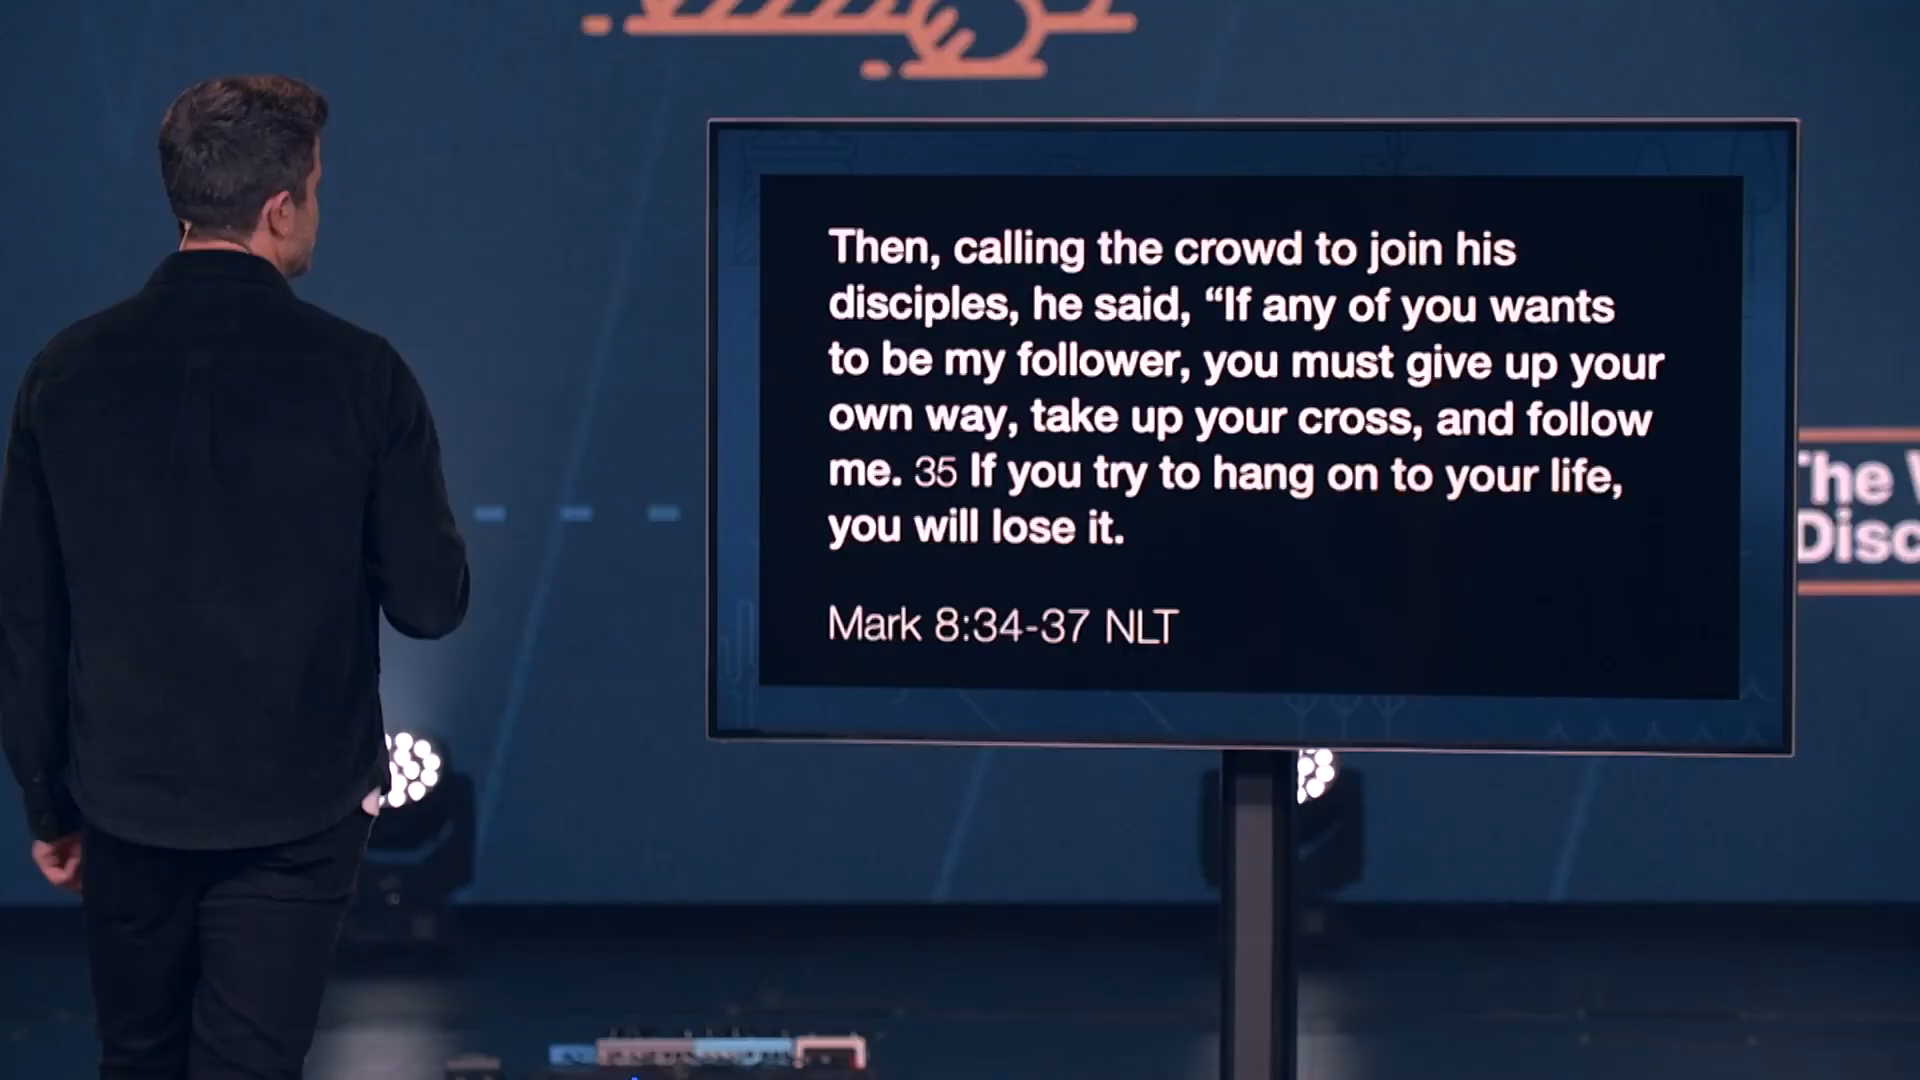 Then, calling the crowd to join his
disciples, he said, “If any of you wants
to be my follower, you must give up your
own way, take up your cross, and follow
me. 35 If you try to hang on to your life,
you will lose it.
Mark 8:34-37 NLT
The